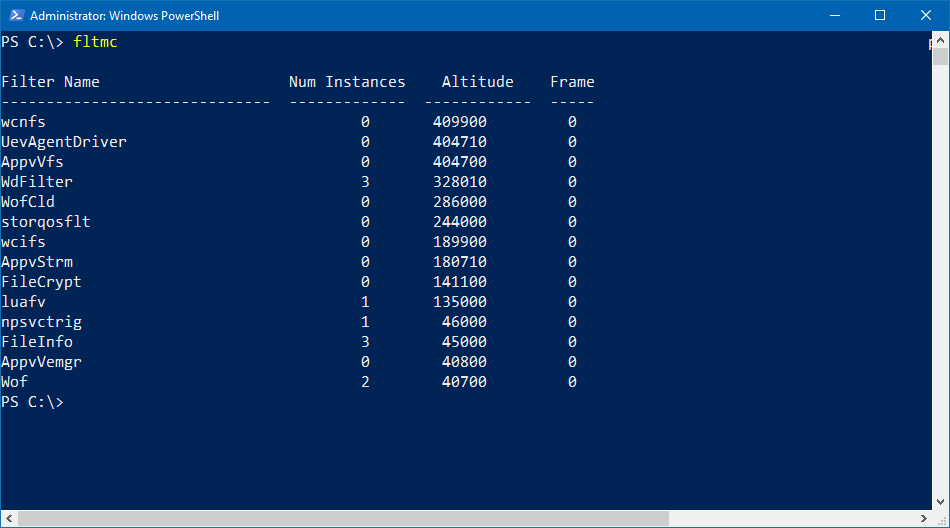 Administrator: Windows PowerShell
PS C:\> fltmc
Filter Name                     Num Instances    Altitude    Frame
------------------------------  -------------  ------------  -----
wcnfs                                   0       409900         0
UevAgentDriver                          0       404710         0
AppvVfs                                 0       404700         0
WdFilter                                3       328010         0
WofCld                                  0       286000         0
storqosflt                              0       244000         0
wcifs                                   0       189900         0
AppvStrm                                0       180710         0
FileCrypt                               0       141100         0
luafv                                   1       135000         0
npsvctrig                               1        46000         0
FileInfo                                3        45000         0
AppvVemgr                               0        40800         0
Wof                                     2        40700         0
PS C:\>